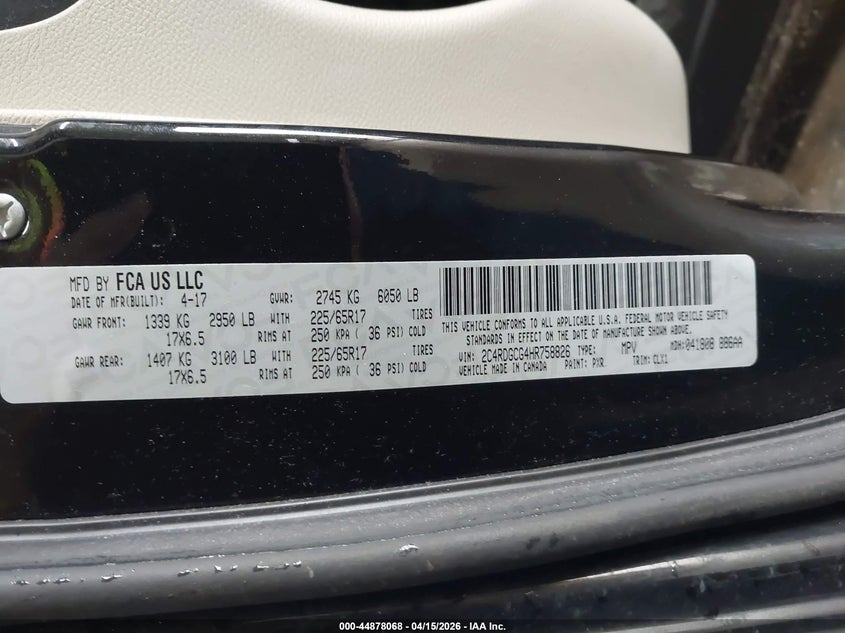 MFD BY FCA US LLC
DATE OF MFR(BUILT): 4-17 GVWR: 2745 KG 6050 LB
GAWR FRONT: 1339 KG 2950 LB WITH 225/65R17 TIRES
17X6.5 RIMS AT 250 KPA ( 36 PSI) COLD
GAWR REAR: 1407 KG 3100 LB WITH 225/65R17 TIRES
17X6.5 RIMS AT 250 KPA ( 36 PSI) COLD
THIS VEHICLE CONFORMS TO ALL APPLICABLE U.S.A. FEDERAL MOTOR VEHICLE SAFETY
STANDARDS IN EFFECT ON THE DATE OF MANUFACTURE SHOWN ABOVE.
VIN: 2C4RDGCG4HR758826 TYPE: MPV MDH: 041808 886AA
VEHICLE MADE IN CANADA PAINT: PXR TRIM: CLX1
000-44878068 - 04/15/2026 - IAA Inc.